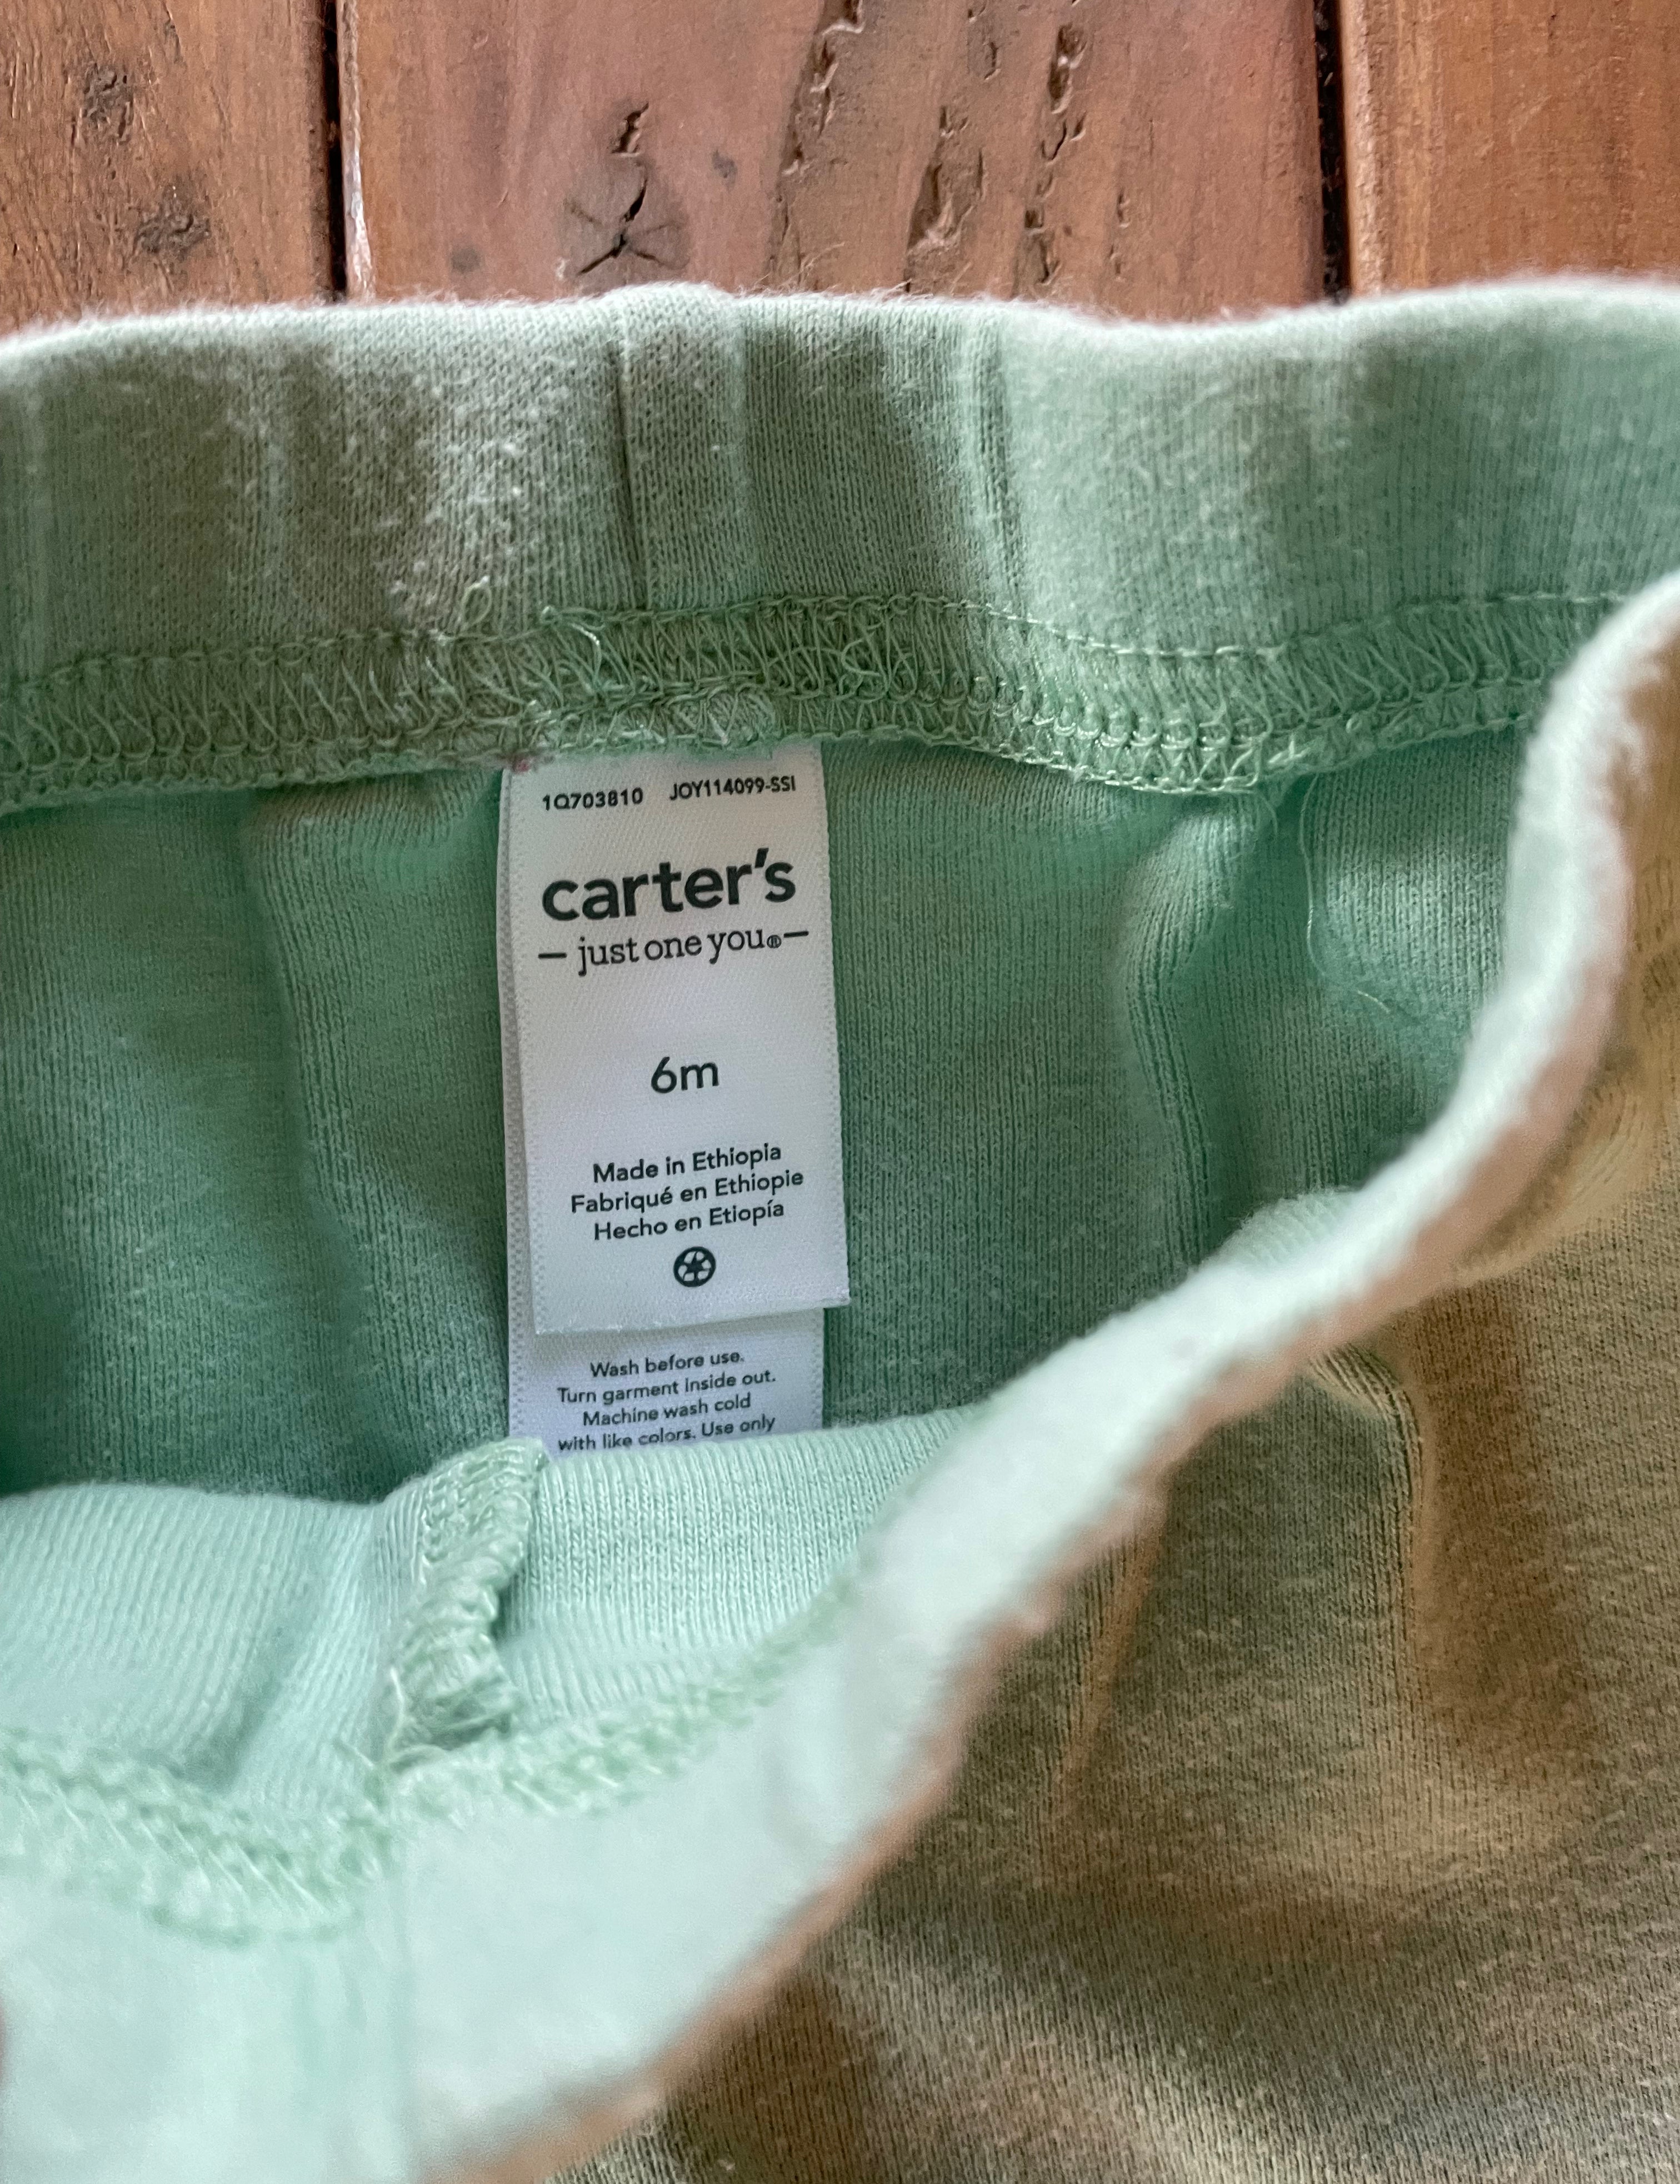 1Q703810 JOY114099-SSI
carter's
— just one you® —
6m
Made in Ethiopia
Fabriqué en Ethiopie
Hecho en Etiopía
Wash before use.
Turn garment inside out.
Machine wash cold
with like colors. Use only